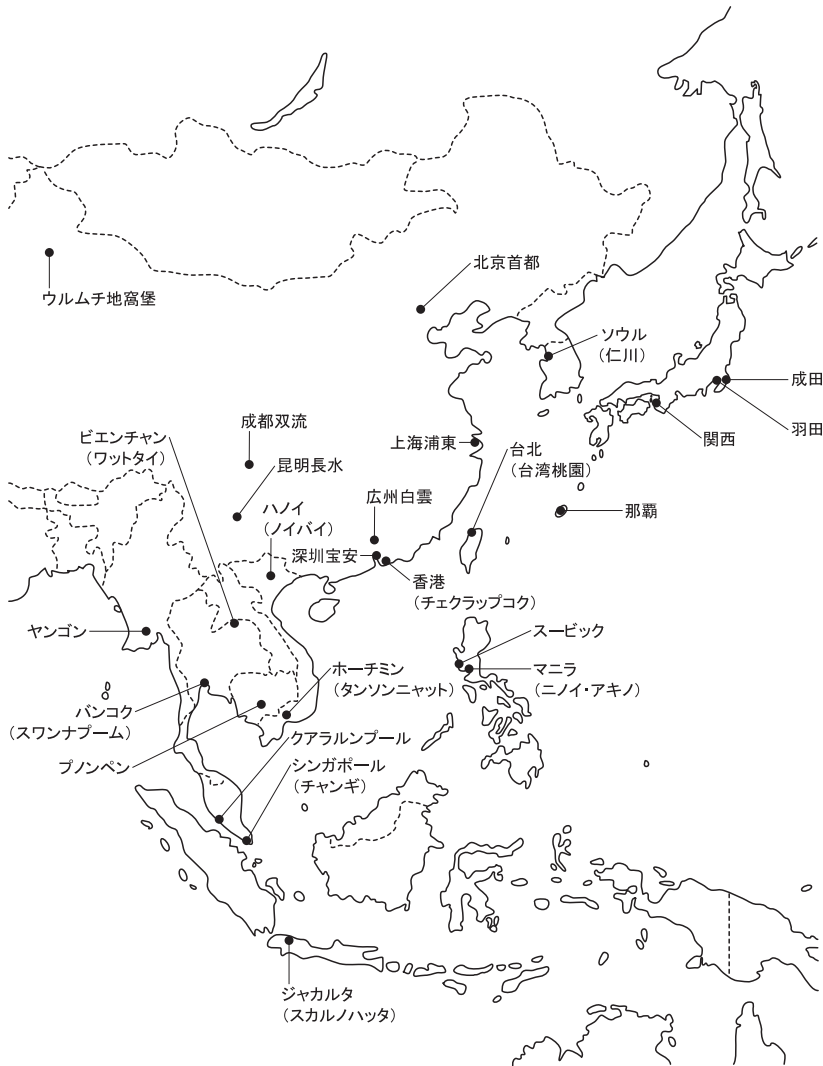 北京首都
ウルムチ地窩堡
ソウル
(仁川)
成田
羽田
関西
成都双流
ビエンチャン
(ワットタイ)
上海浦東
台北
(台湾桃園)
昆明長水
広州白雲
ハノイ
(ノイバイ)
那覇
深圳宝安
香港
(チェクラップコク)
ヤンゴン
スービック
ホーチミン
(タンソンニャット)
マニラ
(ニノイ・アキノ)
バンコク
(スワンナプーム)
クアラルンプール
プノンペン
シンガポール
(チャンギ)
ジャカルタ
(スカルノハッタ)